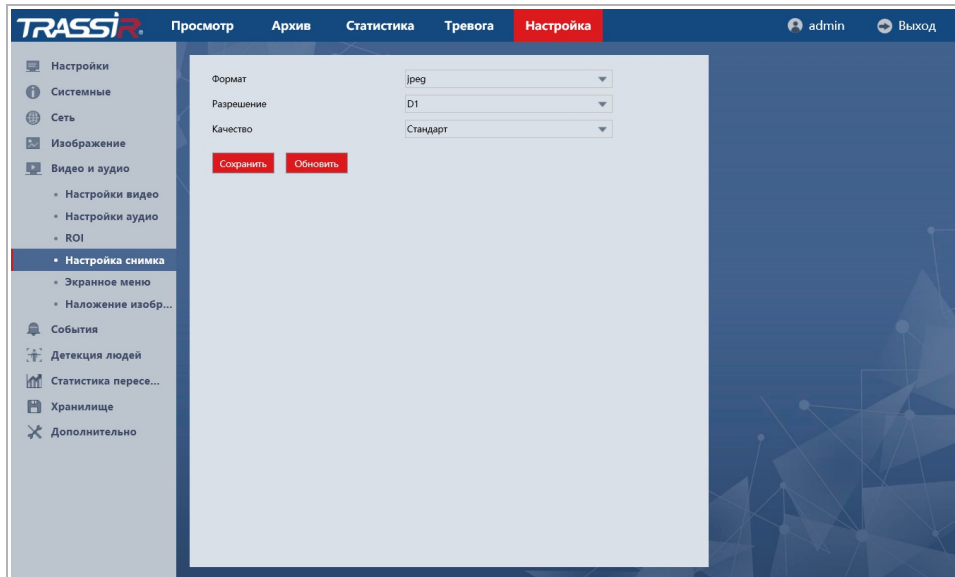 TRASSIR Просмотр Архив Статистика Тревога Настройка admin Выход
Настройки
Системные
Сеть
Изображение
Видео и аудио
Настройки видео
Настройки аудио
ROI
Настройка снимка
Экранное меню
Наложение изобр...
События
Детекция людей
Статистика пересе...
Хранилище
Дополнительно
Формат jpeg
Разрешение D1
Качество Стандарт
Сохранить Обновить